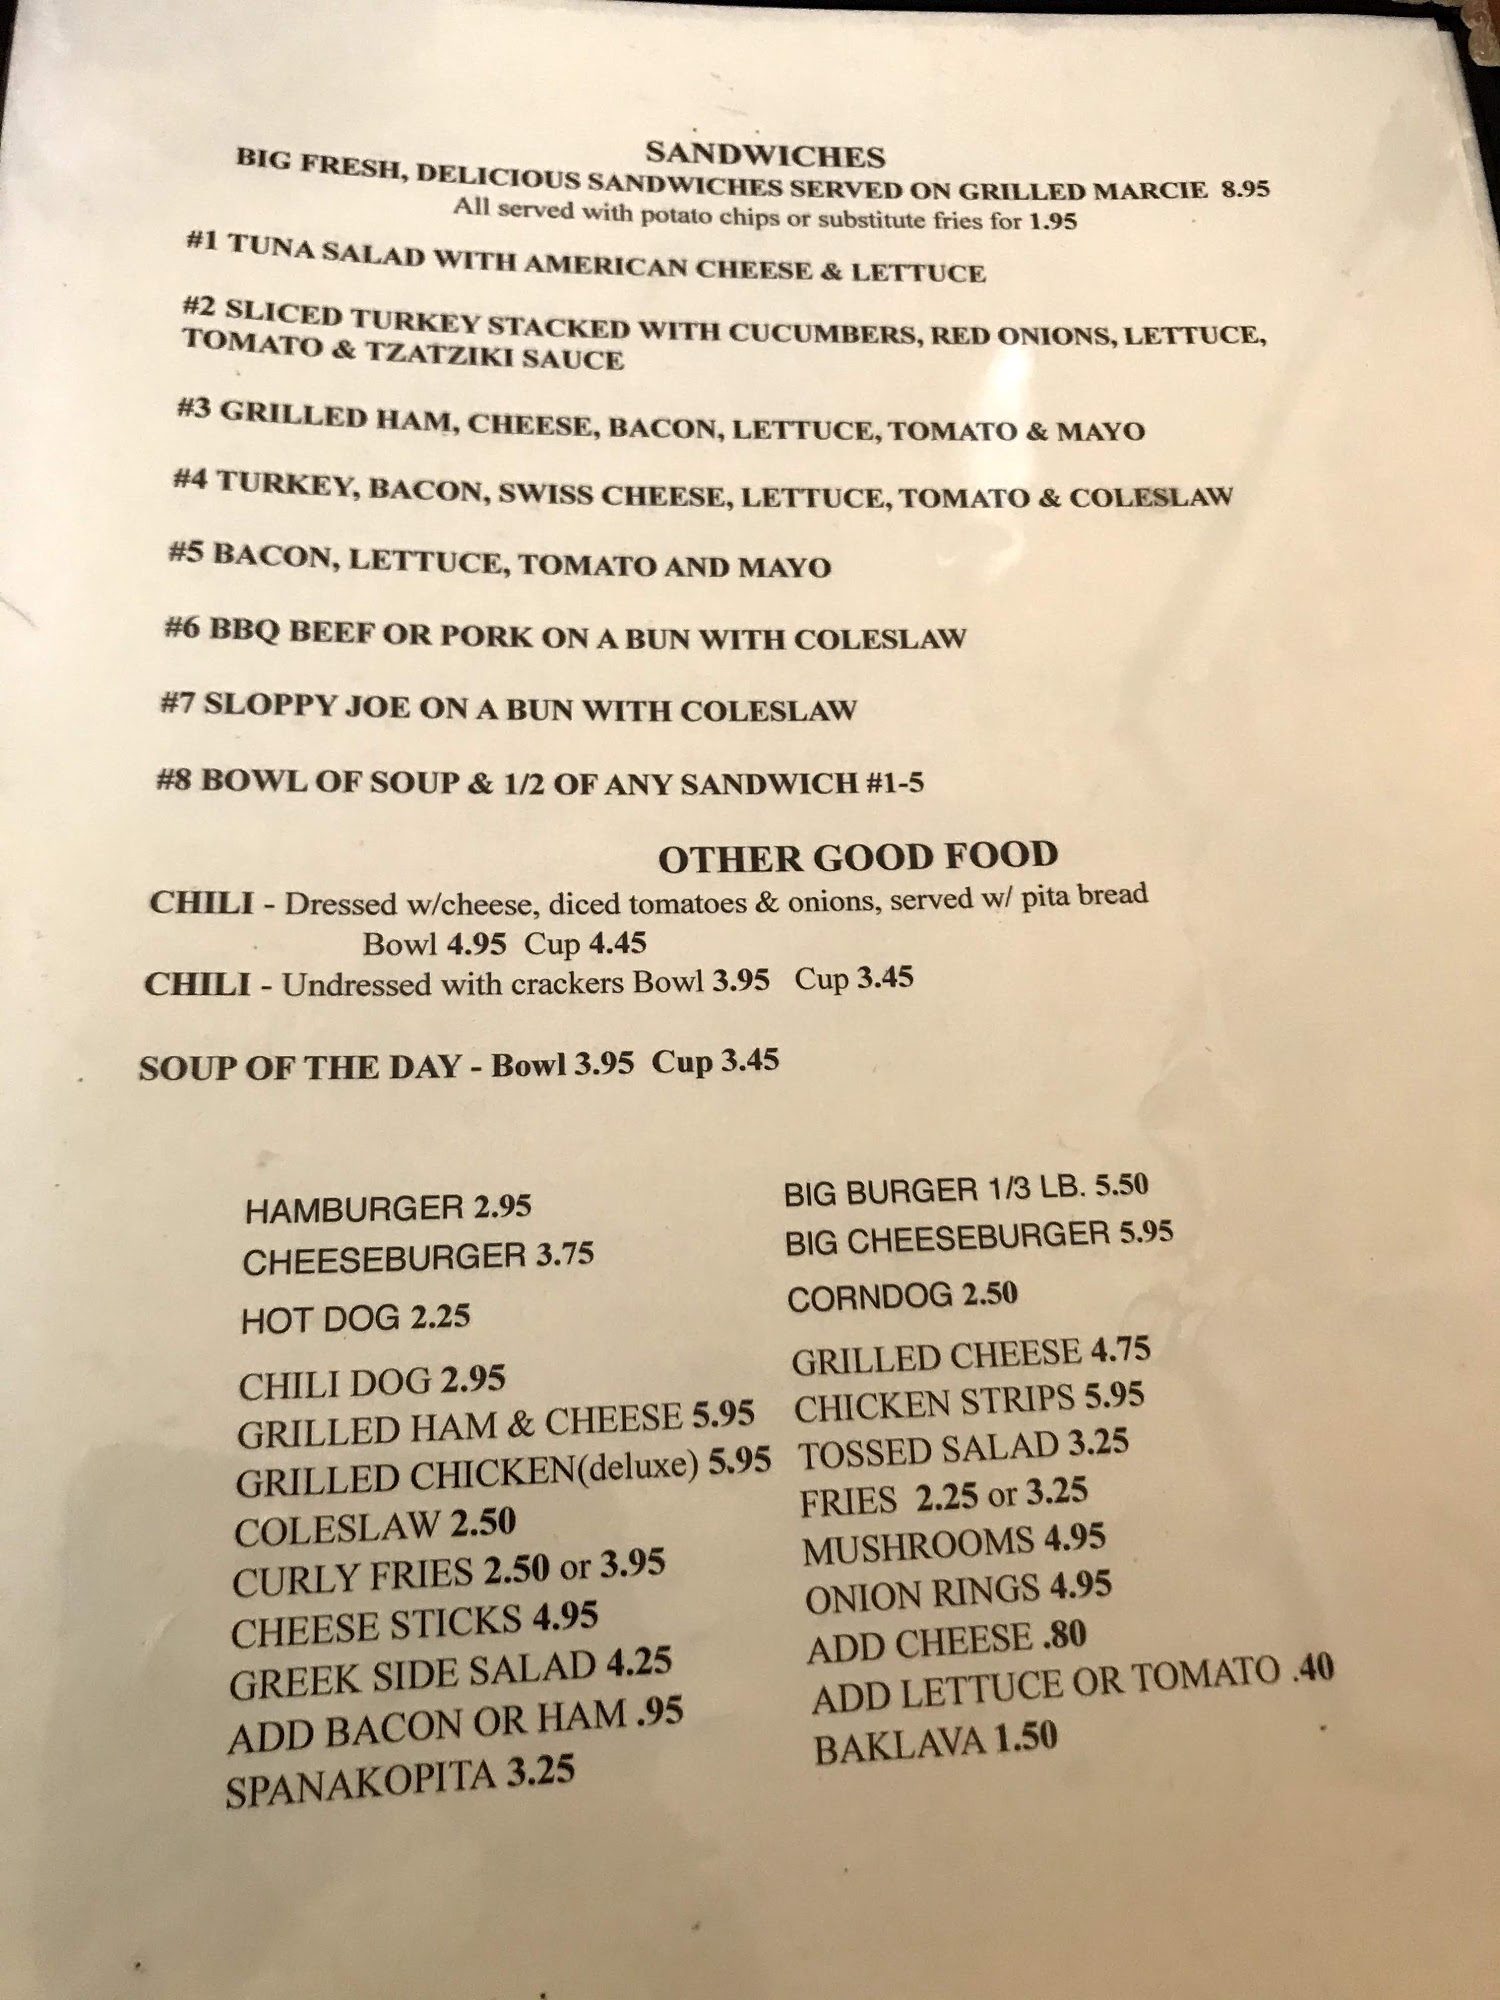 SANDWICHES
BIG FRESH, DELICIOUS SANDWICHES SERVED ON GRILLED MARCIE 8.95
All served with potato chips or substitute fries for 1.95
#1 TUNA SALAD WITH AMERICAN CHEESE & LETTUCE
#2 SLICED TURKEY STACKED WITH CUCUMBERS, RED ONIONS, LETTUCE,
TOMATO & TZATZIKI SAUCE
#3 GRILLED HAM, CHEESE, BACON, LETTUCE, TOMATO & MAYO
#4 TURKEY, BACON, SWISS CHEESE, LETTUCE, TOMATO & COLESLAW
#5 BACON, LETTUCE, TOMATO AND MAYO
#6 BBQ BEEF OR PORK ON A BUN WITH COLESLAW
#7 SLOPPY JOE ON A BUN WITH COLESLAW
#8 BOWL OF SOUP & 1/2 OF ANY SANDWICH #1-5
OTHER GOOD FOOD
CHILI - Dressed w/cheese, diced tomatoes & onions, served w/ pita bread
Bowl 4.95 Cup 4.45
CHILI - Undressed with crackers Bowl 3.95 Cup 3.45
SOUP OF THE DAY - Bowl 3.95 Cup 3.45
HAMBURGER 2.95
CHEESEBURGER 3.75
HOT DOG 2.25
CHILI DOG 2.95
GRILLED HAM & CHEESE 5.95
GRILLED CHICKEN(deluxe) 5.95
COLESLAW 2.50
CURLY FRIES 2.50 or 3.95
CHEESE STICKS 4.95
GREEK SIDE SALAD 4.25
ADD BACON OR HAM .95
SPANAKOPITA 3.25
BIG BURGER 1/3 LB. 5.50
BIG CHEESEBURGER 5.95
CORNDOG 2.50
GRILLED CHEESE 4.75
CHICKEN STRIPS 5.95
TOSSED SALAD 3.25
FRIES 2.25 or 3.25
MUSHROOMS 4.95
ONION RINGS 4.95
ADD CHEESE .80
ADD LETTUCE OR TOMATO .40
BAKLAVA 1.50